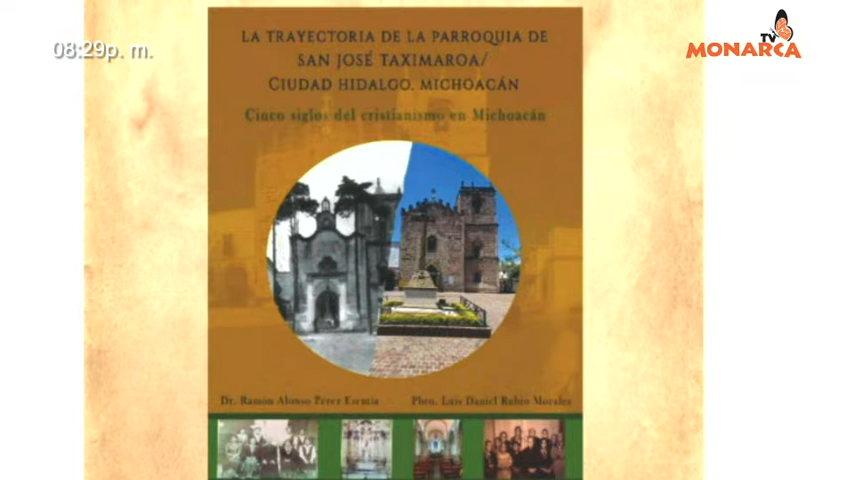 08:29p. m.
TV
MONARCA
LA TRAYECTORIA DE LA PARROQUIA DE
SAN JOSÉ TAXIMAROA/
CIUDAD HIDALGO. MICHOACÁN
Cinco siglos del cristianismo en Michoacán
Dr. Ramón Alonso Pérez Escutia
Pbro. Luis Daniel Rubio Morales